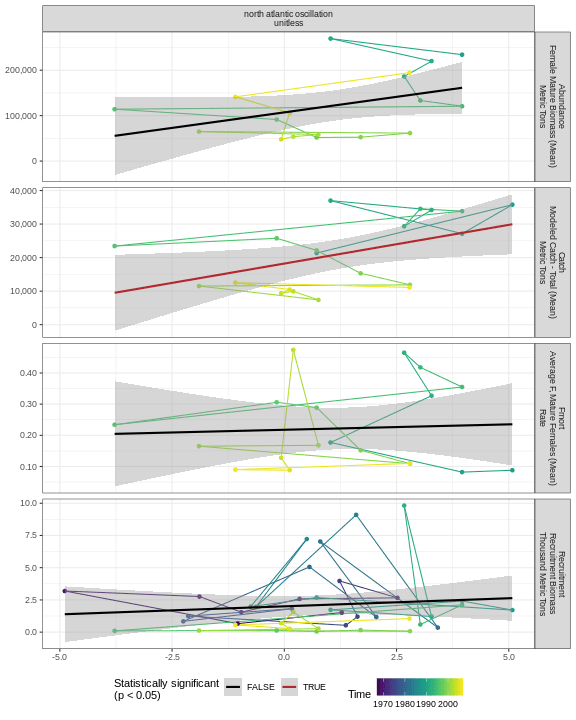 north atlantic oscillation
unitless
200,000
100,000
0
Abundance
Female Mature Biomass (Mean)
Metric Tons
40,000
30,000
20,000
10,000
0
Catch
Modeled Catch - Total (Mean)
Metric Tons
0.40
0.30
0.20
0.10
Fmort
Average F, Mature Females (Mean)
Rate
10.0
7.5
5.0
2.5
0.0
Recruitment
Recruitment Biomass
Thousand Metric Tons
-5.0 -2.5 0.0 2.5 5.0
Statistically significant
(p < 0.05)
FALSE TRUE
Time
1970 1980 1990 2000